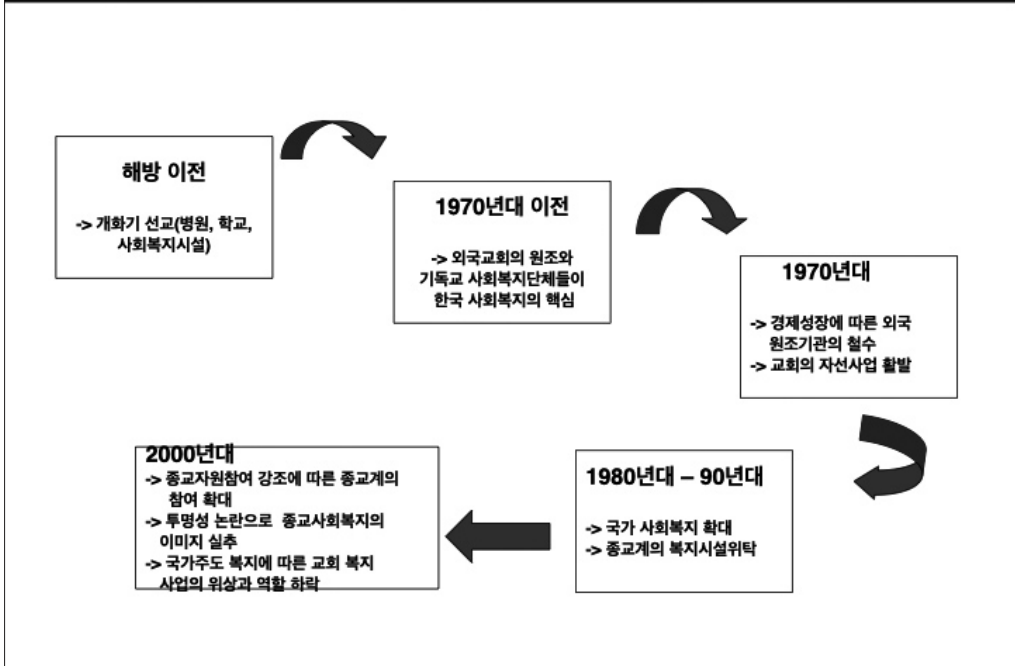 해방 이전
-> 개화기 선교(병원, 학교,
사회복지시설)
1970년대 이전
-> 외국교회의 원조와
기독교 사회복지단체들이
한국 사회복지의 핵심
1970년대
-> 경제성장에 따른 외국
원조기관의 철수
-> 교회의 자선사업 활발
1980년대 – 90년대
-> 국가 사회복지 확대
-> 종교계의 복지시설위탁
2000년대
-> 종교자원참여 강조에 따른 종교계의
참여 확대
-> 투명성 논란으로 종교사회복지의
이미지 실추
-> 국가주도 복지에 따른 교회 복지
사업의 위상과 역할 하락